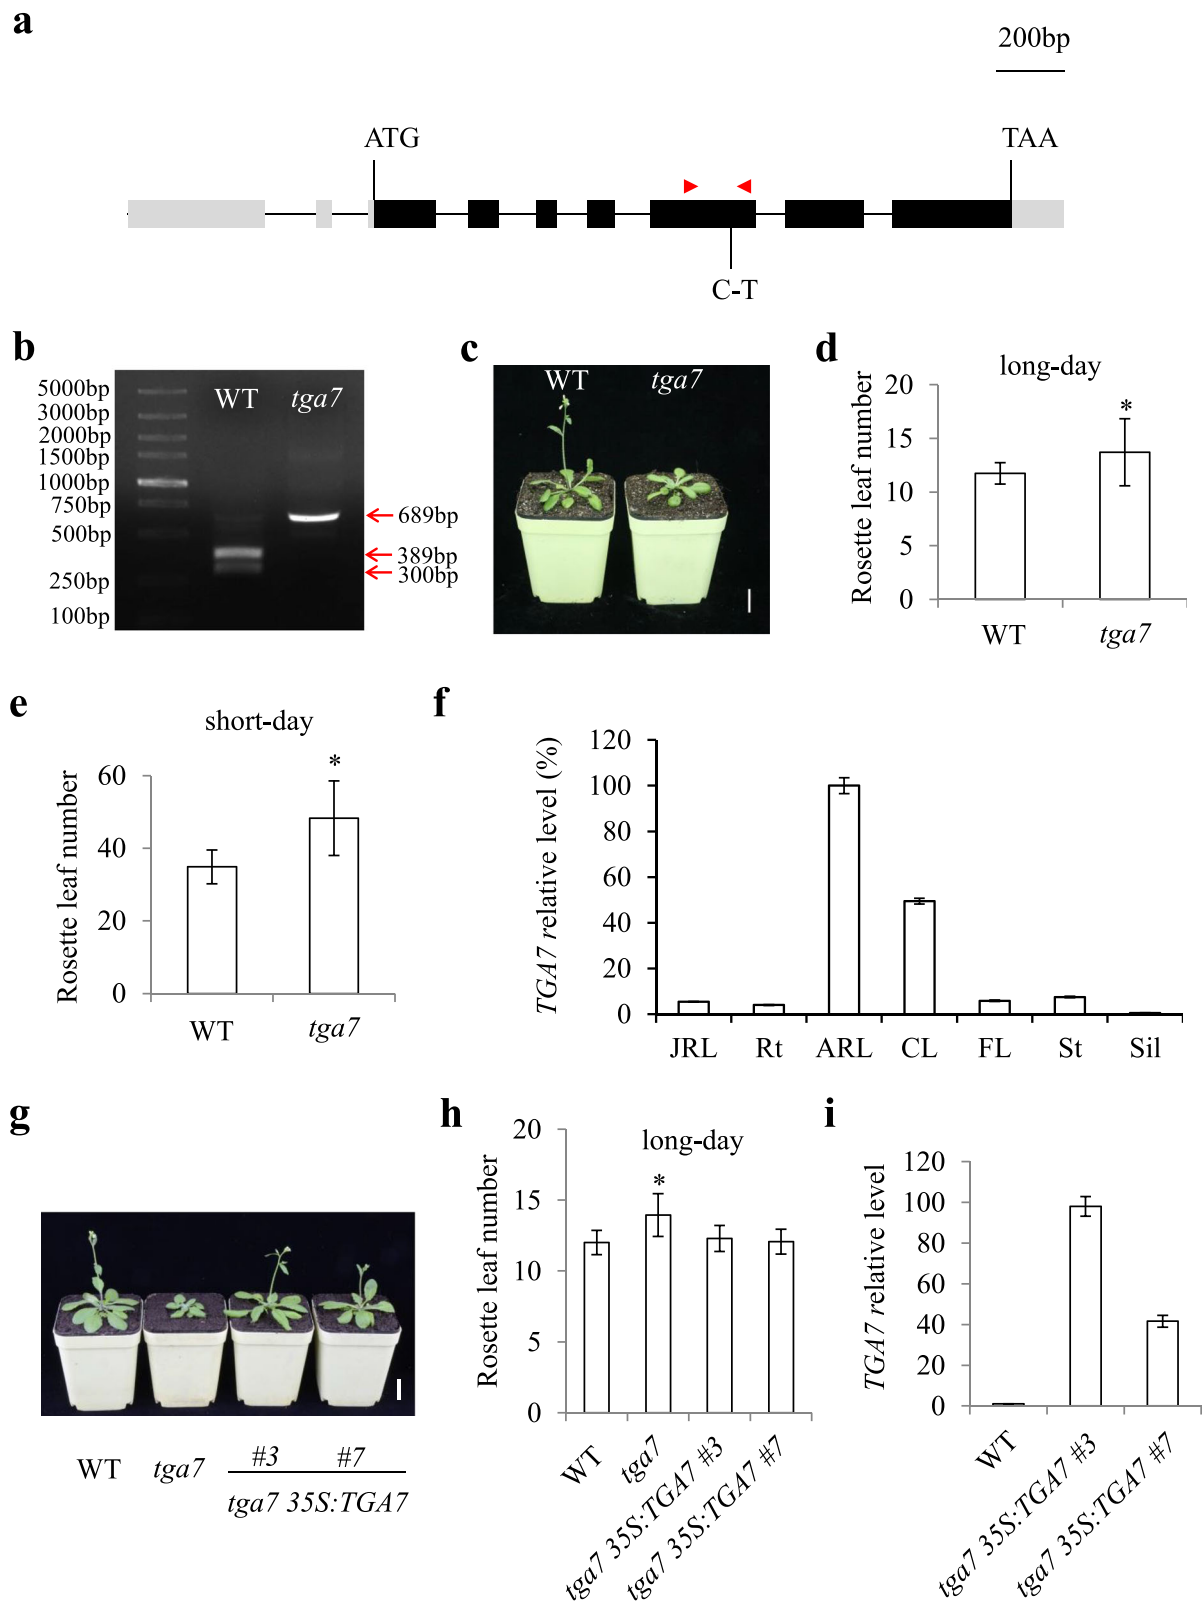 a
200bp
ATG
TAA
C-T
b
5000bp
3000bp
2000bp
1500bp
1000bp
750bp
500bp
250bp
100bp
WT
tga7
689bp
389bp
300bp
c
WT
tga7
d
long-day
Rosette leaf number
20
15
10
5
0
*
WT
tga7
e
short-day
Rosette leaf number
60
40
20
0
*
WT
tga7
f
TGA7 relative level (%)
120
100
80
60
40
20
0
JRL
Rt
ARL
CL
FL
St
Sil
g
WT
tga7
#3
#7
tga7 35S:TGA7
h
long-day
Rosette leaf number
20
15
10
5
0
*
WT
tga7
tga7 35S:TGA7 #3
tga7 35S:TGA7 #7
i
TGA7 relative level
120
100
80
60
40
20
0
WT
tga7 35S:TGA7 #3
tga7 35S:TGA7 #7